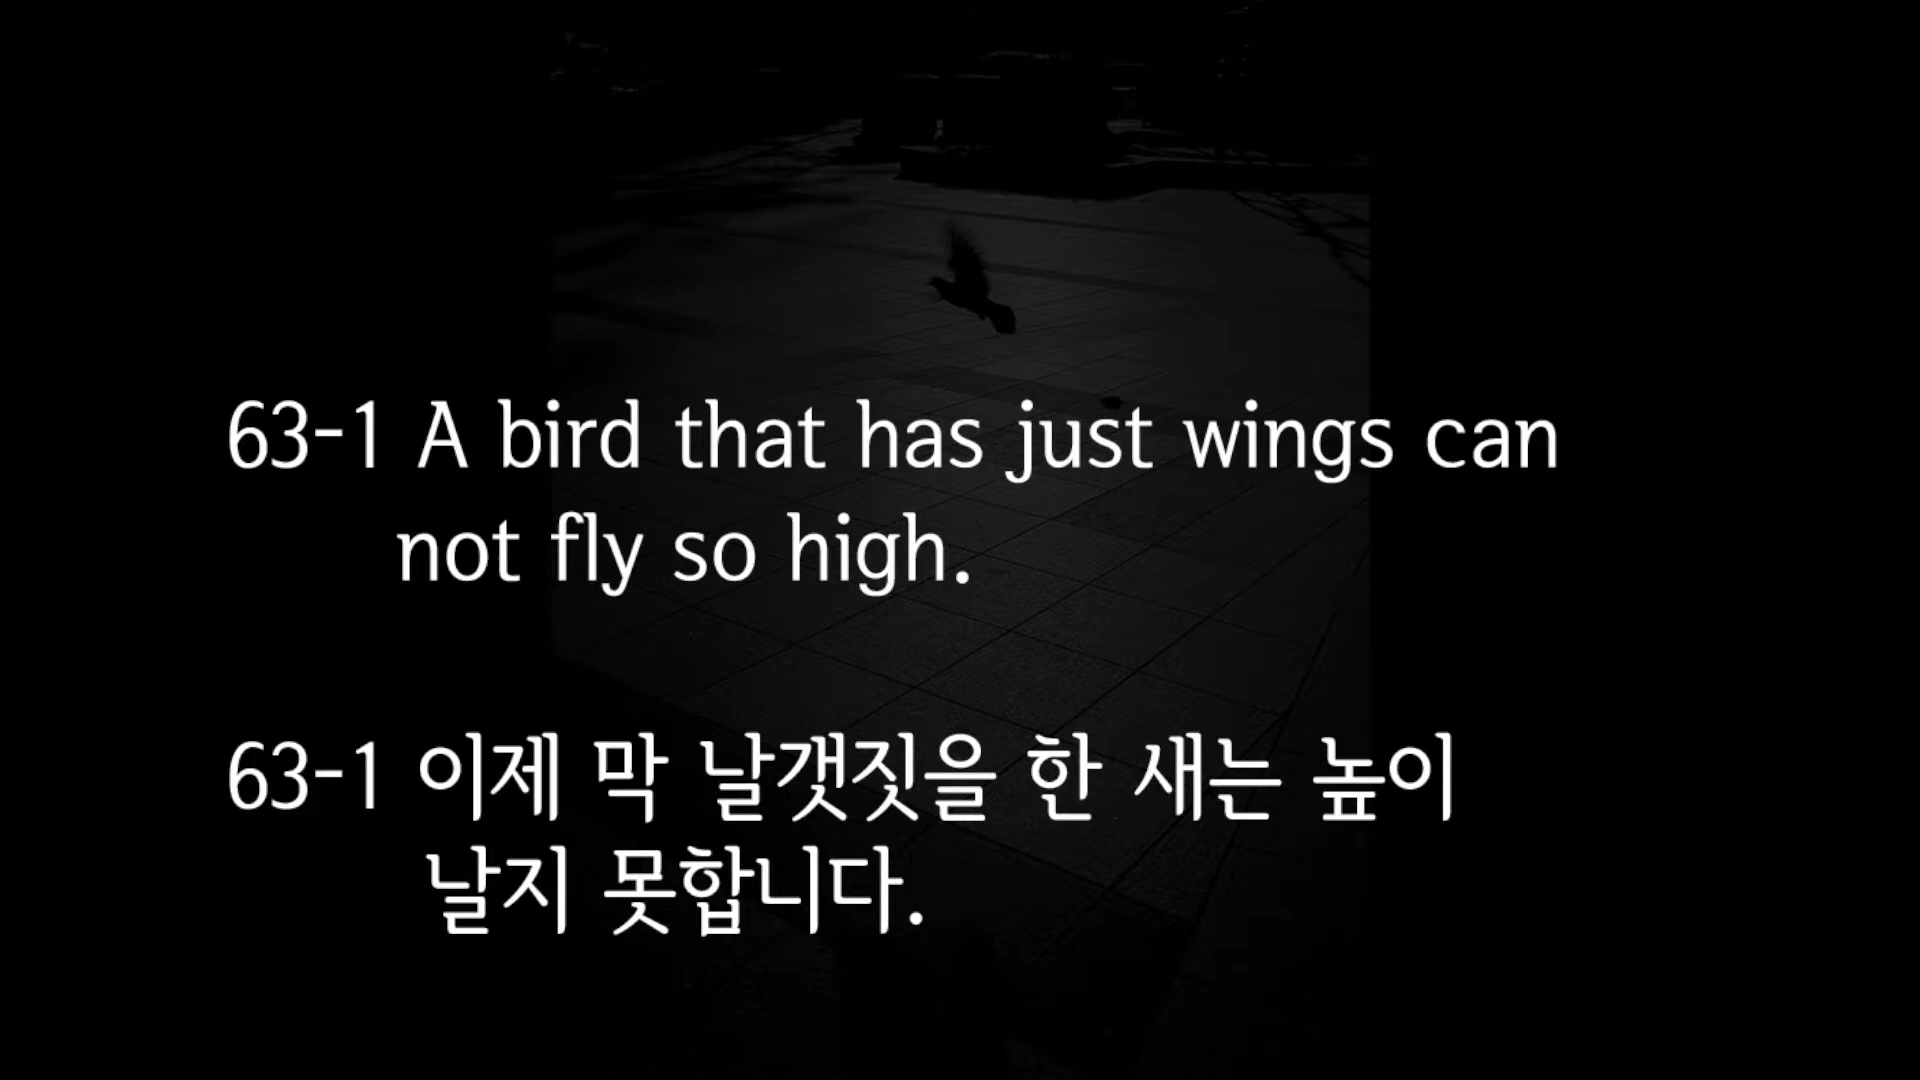 63-1 A bird that has just wings can
not fly so high.
63-1 이제 막 날갯짓을 한 새는 높이
날지 못합니다.